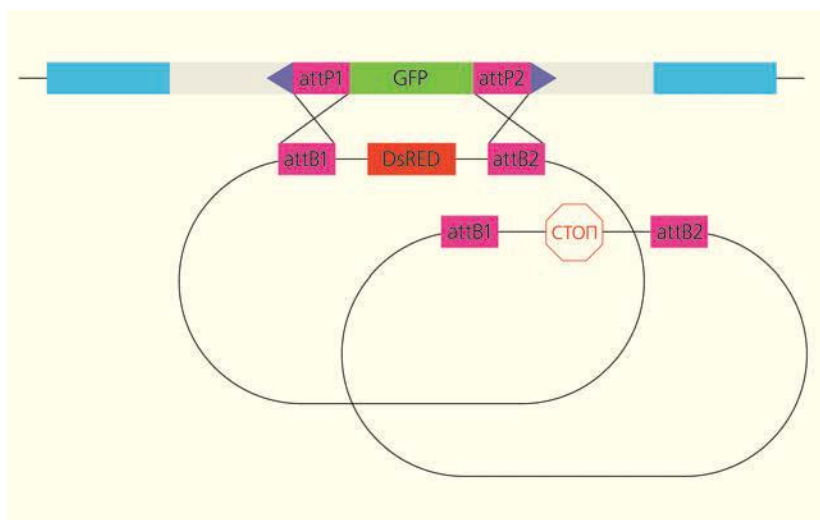 attP1 GFP attP2
attB1 DsRED attB2
attB1 СТОП attB2